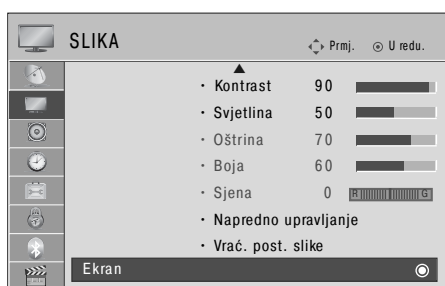 SLIKA
Prmj. U redu.
· Kontrast 90
· Svjetlina 50
· Oštrina 70
· Boja 60
· Sjena 0 R G
· Napredno upravljanje
· Vrać. post. slike
Ekran